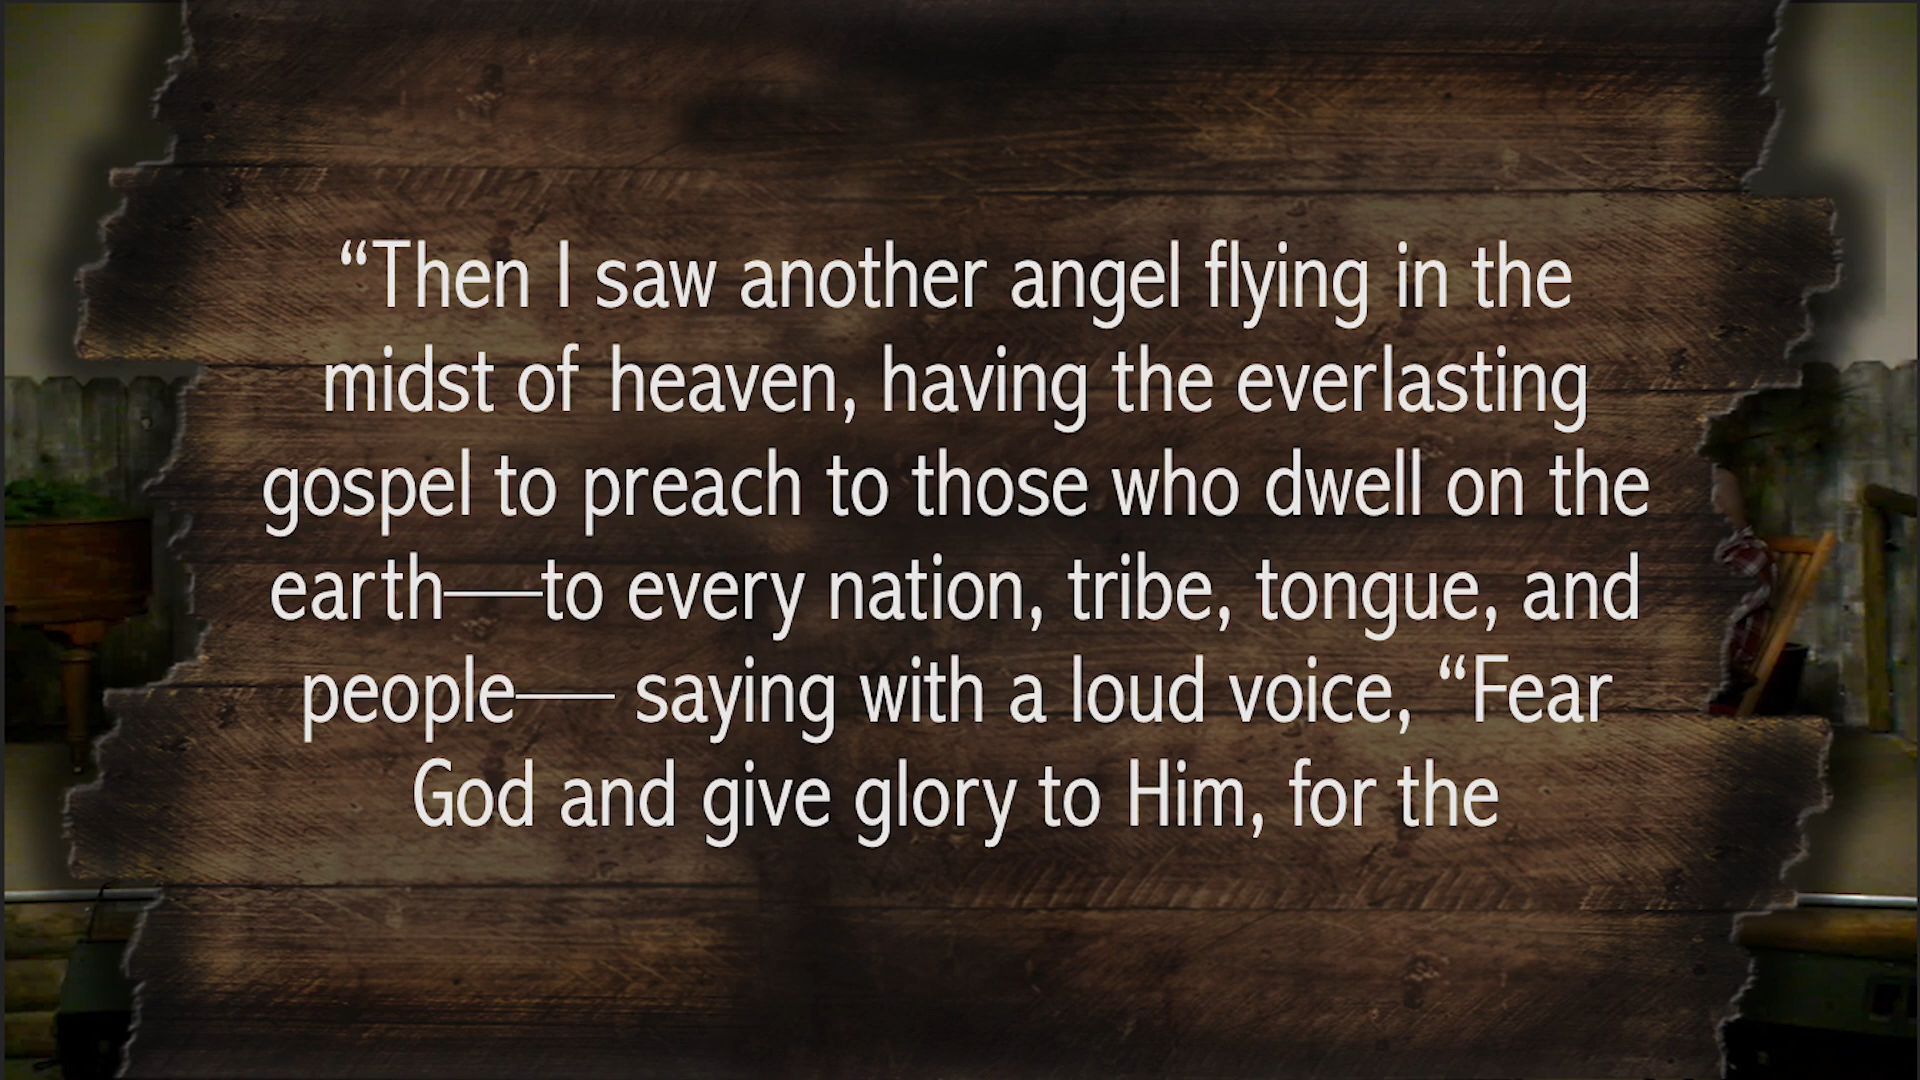 “Then I saw another angel flying in the
midst of heaven, having the everlasting
gospel to preach to those who dwell on the
earth—to every nation, tribe, tongue, and
people— saying with a loud voice, “Fear
God and give glory to Him, for the